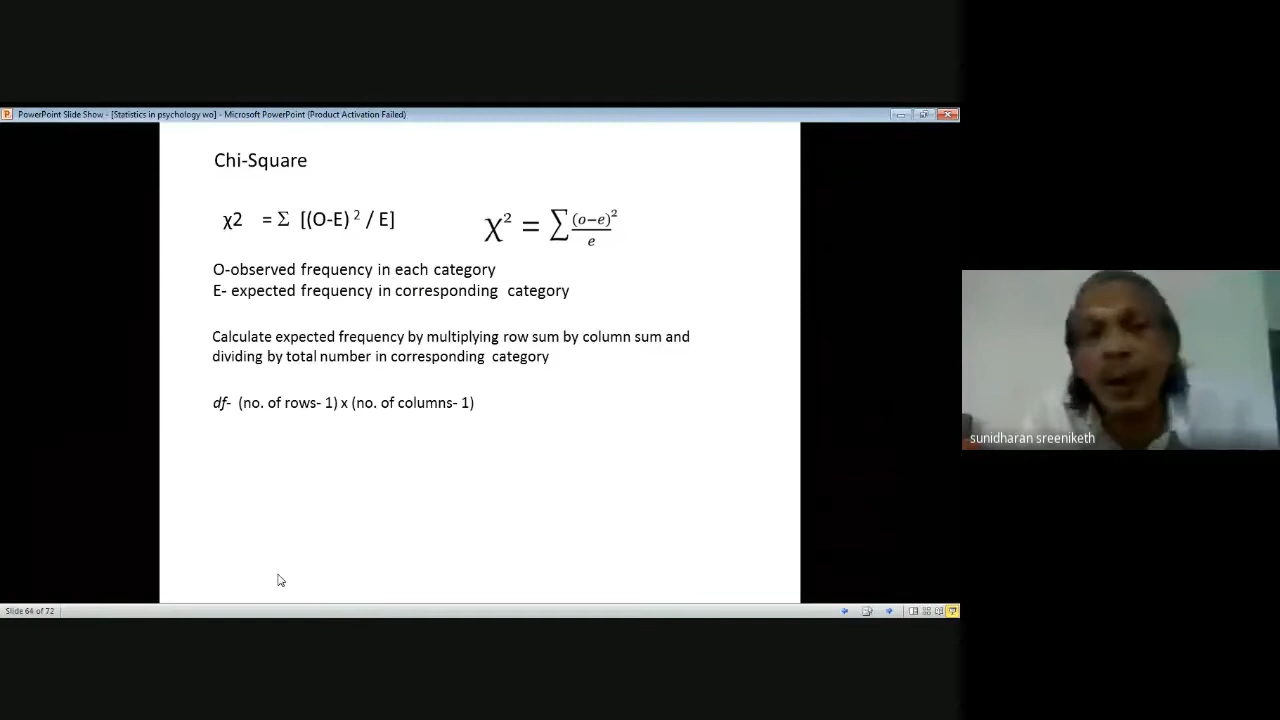 PowerPoint Slide Show - [Statistics in psychology wo] - Microsoft PowerPoint (Product Activation Failed)
Chi-Square
χ2 = Σ [(O-E) ² / E]
χ² = ∑ (o−e)² / e
O-observed frequency in each category
E- expected frequency in corresponding category
Calculate expected frequency by multiplying row sum by column sum and
dividing by total number in corresponding category
df- (no. of rows- 1) x (no. of columns- 1)
sunidharan sreeniketh
Slide 64 of 72